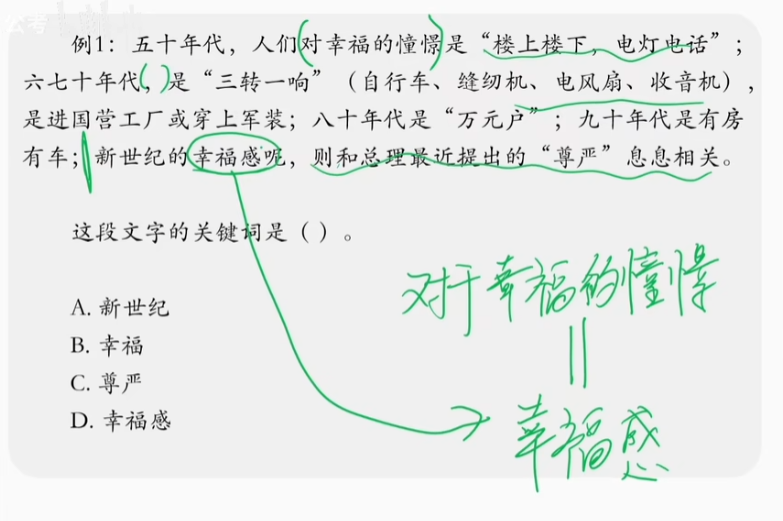 公考
例1：五十年代，人们对幸福的憧憬是“楼上楼下，电灯电话”；
六七十年代，( )是“三转一响”（自行车、缝纫机、电风扇、收音机），
是进国营工厂或穿上军装；八十年代是“万元户”；九十年代是有房
有车；新世纪的幸福感呢，则和总理最近提出的“尊严”息息相关。
这段文字的关键词是（ ）。
对于幸福的憧憬
A. 新世纪
B. 幸福
C. 尊严
D. 幸福感
幸福感